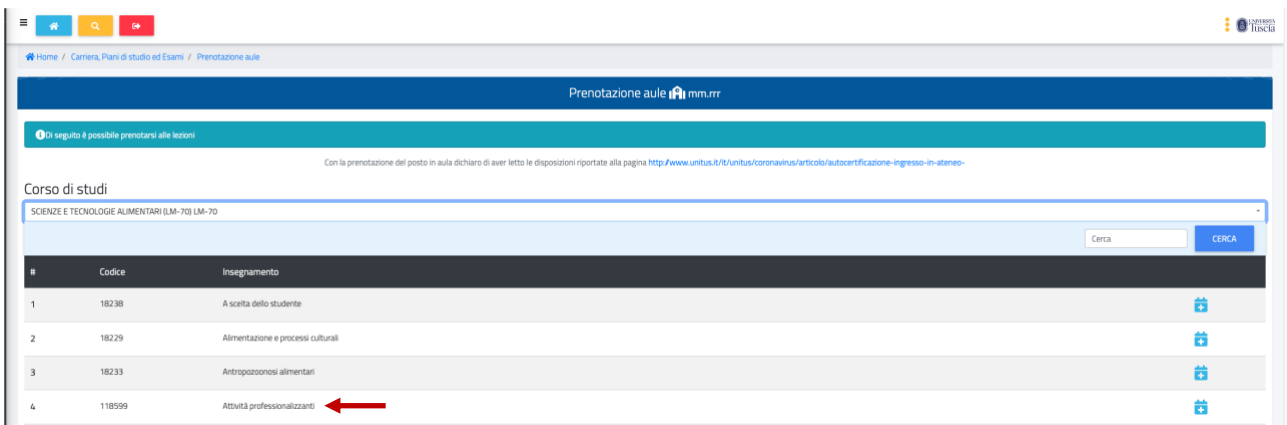 UNIVERSITÀ
Tuscia
Home / Carriera, Piani di studio ed Esami / Prenotazione aule
Prenotazione aule mm.rrr
Di seguito è possibile prenotarsi alle lezioni
Con la prenotazione del posto in aula dichiaro di aver letto le disposizioni riportate alla pagina http://www.unitus.it/it/unitus/coronavirus/articolo/autocertificazione-ingresso-in-ateneo-
Corso di studi
SCIENZE E TECNOLOGIE ALIMENTARI (LM-70) LM-70
Cerca CERCA
# Codice Insegnamento
1 18238 A scelta dello studente
2 18229 Alimentazione e processi culturali
3 18233 Antropozoonosi alimentari
4 118599 Attività professionalizzanti